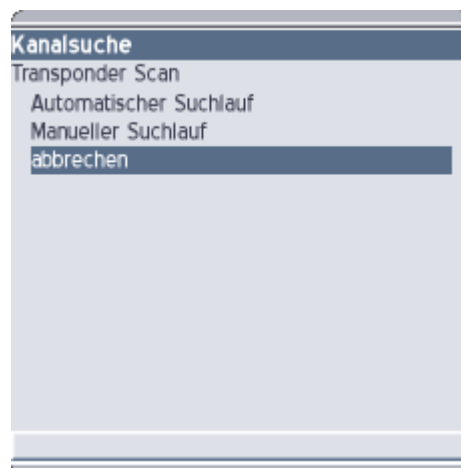 Kanalsuche
Transponder Scan
Automatischer Suchlauf
Manueller Suchlauf
abbrechen